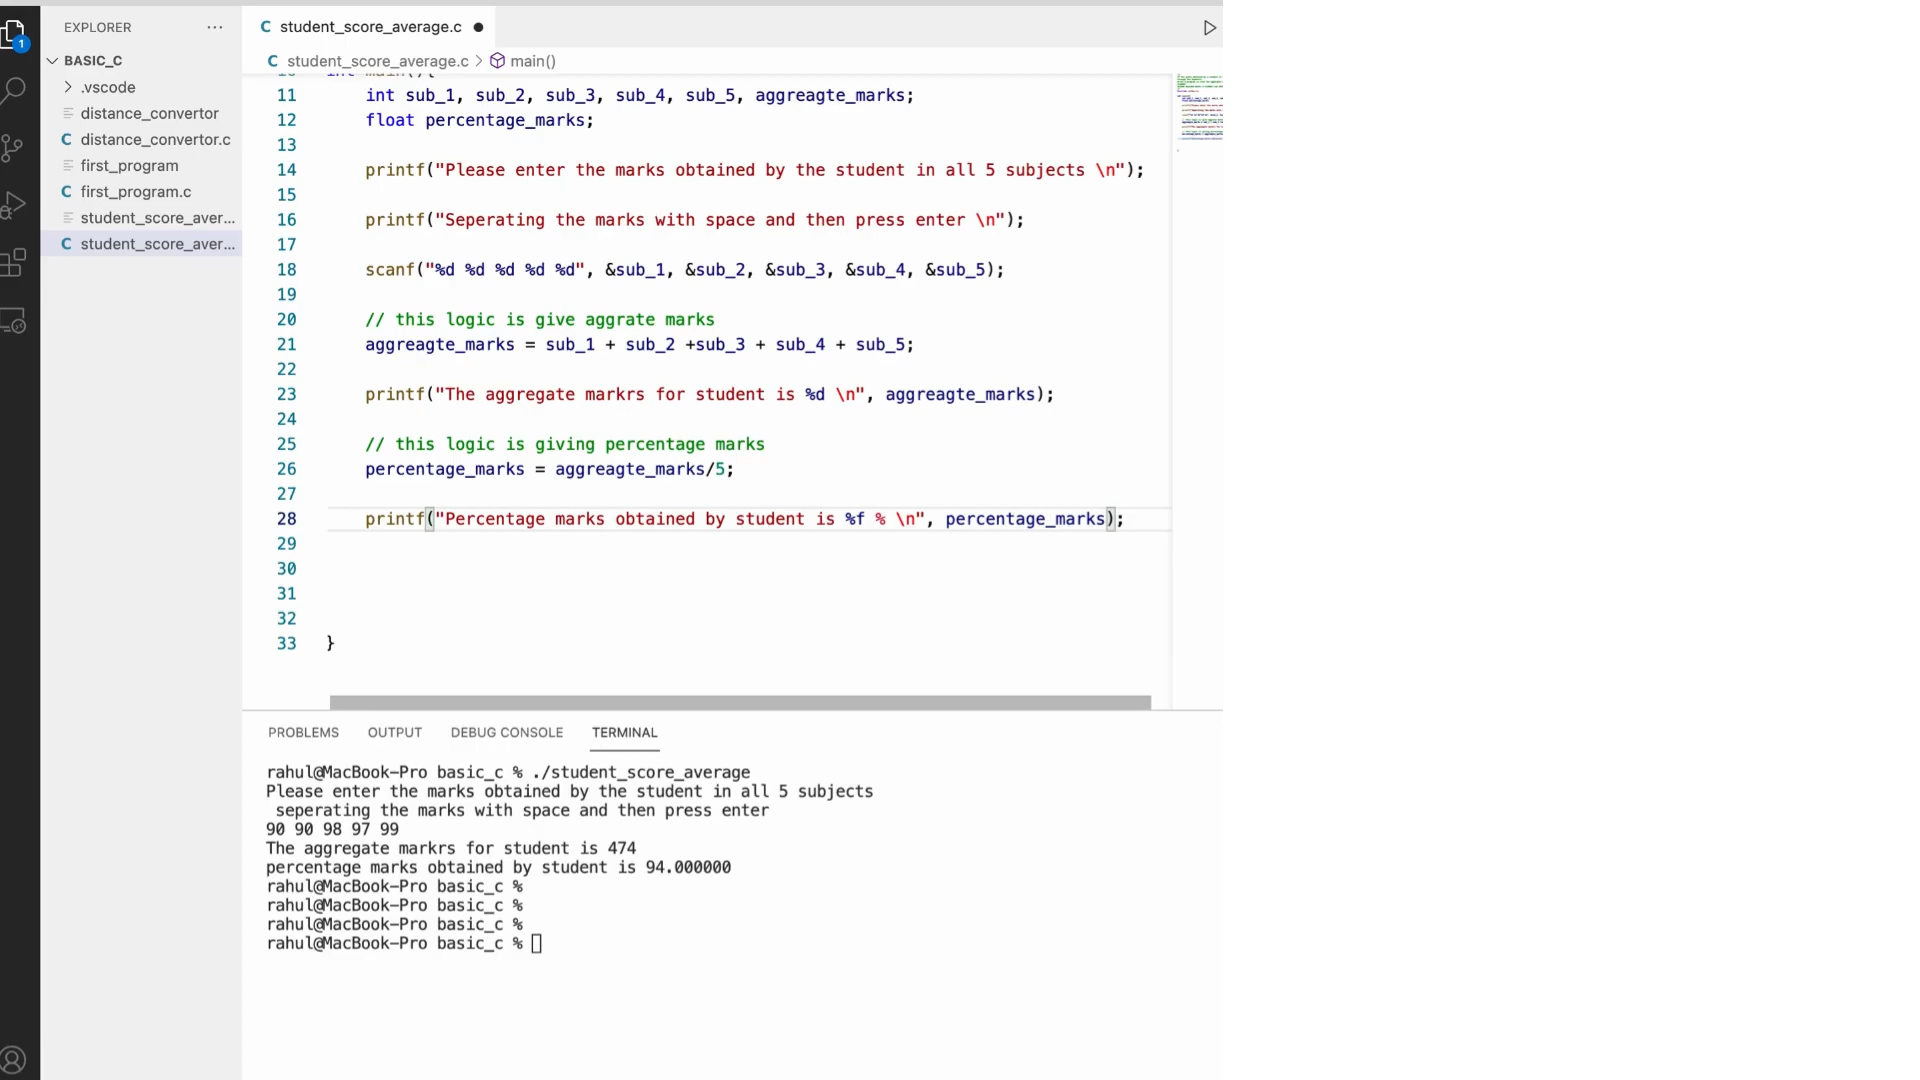 EXPLORER
BASIC_C
.vscode
distance_convertor
distance_convertor.c
first_program
first_program.c
student_score_aver...
student_score_aver...
1
student_score_average.c
student_score_average.c > main()
10 int main(){
11 int sub_1, sub_2, sub_3, sub_4, sub_5, aggreagte_marks;
12 float percentage_marks;
13
14 printf("Please enter the marks obtained by the student in all 5 subjects \n");
15
16 printf("Seperating the marks with space and then press enter \n");
17
18 scanf("%d %d %d %d %d", &sub_1, &sub_2, &sub_3, &sub_4, &sub_5);
19
20 // this logic is give aggrate marks
21 aggreagte_marks = sub_1 + sub_2 +sub_3 + sub_4 + sub_5;
22
23 printf("The aggregate markrs for student is %d \n", aggreagte_marks);
24
25 // this logic is giving percentage marks
26 percentage_marks = aggreagte_marks/5;
27
28 printf("Percentage marks obtained by student is %f % \n", percentage_marks);
29
30
31
32
33 }
PROBLEMS OUTPUT DEBUG CONSOLE TERMINAL
rahul@MacBook-Pro basic_c % ./student_score_average
Please enter the marks obtained by the student in all 5 subjects
seperating the marks with space and then press enter
90 90 98 97 99
The aggregate markrs for student is 474
percentage marks obtained by student is 94.000000
rahul@MacBook-Pro basic_c %
rahul@MacBook-Pro basic_c %
rahul@MacBook-Pro basic_c %
rahul@MacBook-Pro basic_c %